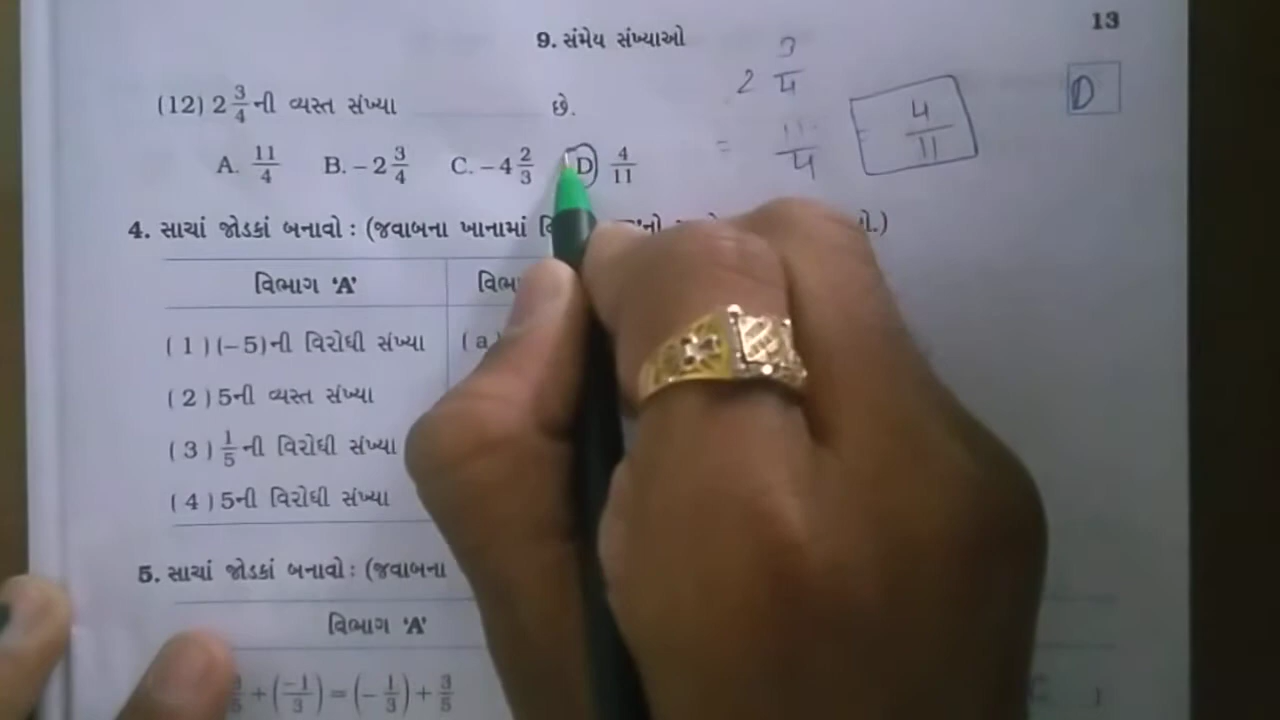 13
9. સંમેય સંખ્યાઓ
(12) 2 3/4 ની વ્યસ્ત સંખ્યા છે.
D
A. 11/4 B. – 2 3/4 C. – 4 2/3 D 4/11
2 3/4
= 11/4 = 4/11
4. સાચાં જોડકાં બનાવો : (જવાબના ખાનામાં
વિભાગ ‘A’
(1) (– 5)ની વિરોધી સંખ્યા (a)
(2) 5ની વ્યસ્ત સંખ્યા
(3) 1/5 ની વિરોધી સંખ્યા
(4) 5ની વિરોધી સંખ્યા
5. સાચાં જોડકાં બનાવો : (જવાબના
વિભાગ ‘A’
+ (–1/3) = (– 1/3) + 3/5